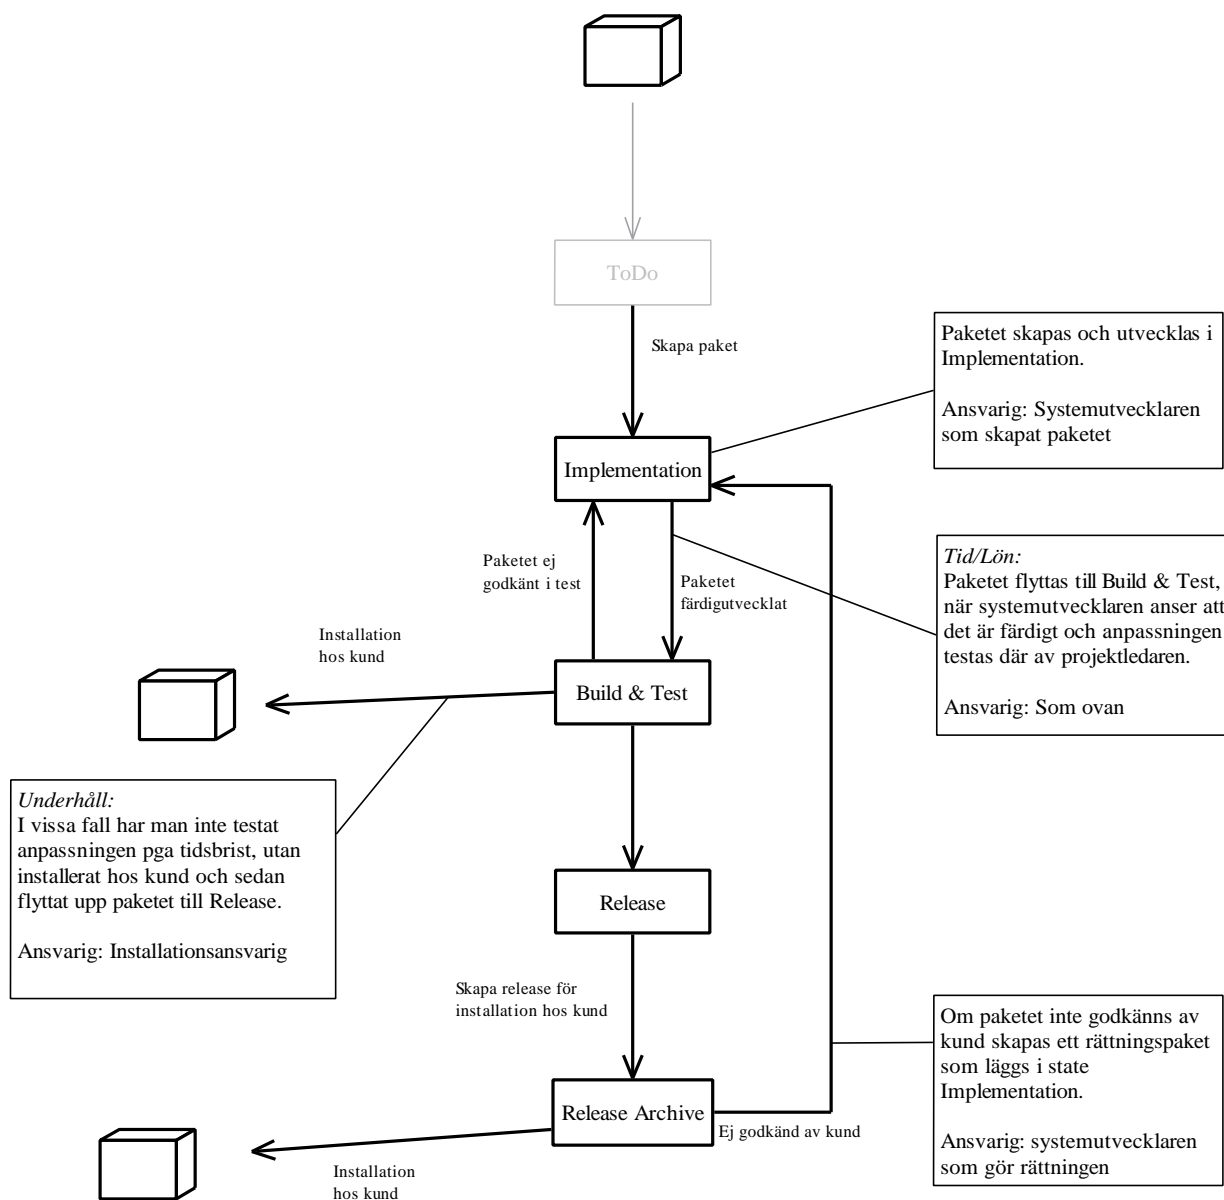 ToDo
Skapa paket
Paketet skapas och utvecklas i
Implementation.
Ansvarig: Systemutvecklaren
som skapat paketet
Implementation
Paketet ej
godkänt i test
Paketet
färdigutvecklat
Tid/Lön:
Paketet flyttas till Build & Test,
när systemutvecklaren anser att
det är färdigt och anpassningen
testas där av projektledaren.
Ansvarig: Som ovan
Installation
hos kund
Build & Test
Underhåll:
I vissa fall har man inte testat
anpassningen pga tidsbrist, utan
installerat hos kund och sedan
flyttat upp paketet till Release.
Ansvarig: Installationsansvarig
Release
Skapa release för
installation hos kund
Om paketet inte godkänns av
kund skapas ett rättningspaket
som läggs i state
Implementation.
Ansvarig: systemutvecklaren
som gör rättningen
Release Archive
Ej godkänd av kund
Installation
hos kund